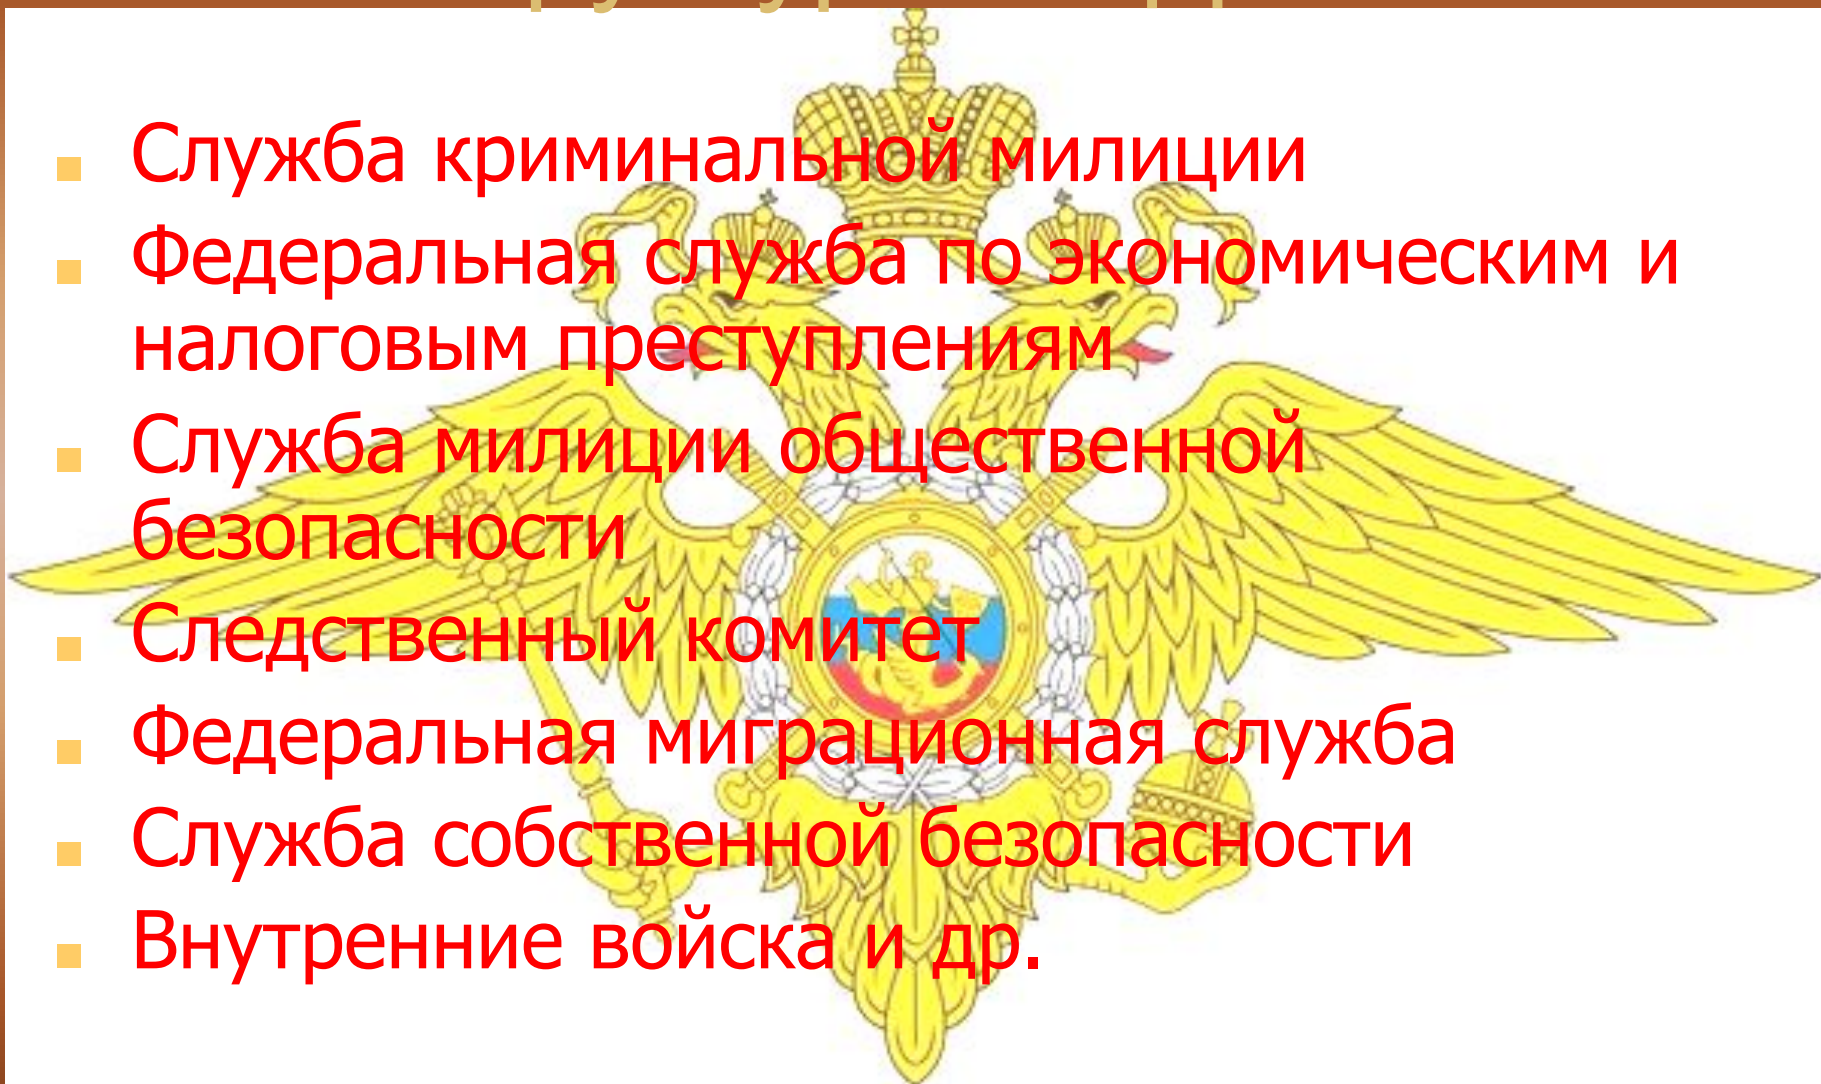 Служба криминальной милиции
Федеральная служба по экономическим и
налоговым преступлениям
Служба милиции общественной
безопасности
Следственный комитет
Федеральная миграционная служба
Служба собственной безопасности
Внутренние войска и др.